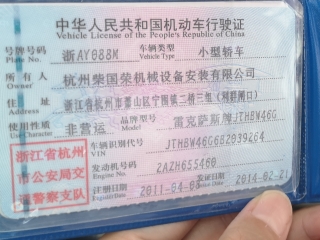 中华人民共和国机动车行驶证
Vehicle License of the People's Republic of China
号牌号码 浙AY088M 车辆类型 小型轿车
Plate No. Vehicle Type
所有人 杭州柴国荣机械设备安装有限公司
Owner
住址 浙江省杭州市萧山区宁围镇二桥三组(
Address
使用性质 非营运 品牌型号 雷克萨斯牌JTHBW46G
Use Character Model
车辆识别代号 JTHBW46G682039264
VIN
发动机号码 2AZH655460
Engine No.
浙江省杭州
市公安局交
通警察支队
注册日期 2011-04-08 发证日期 2014-02-21
Register Date Issue Date